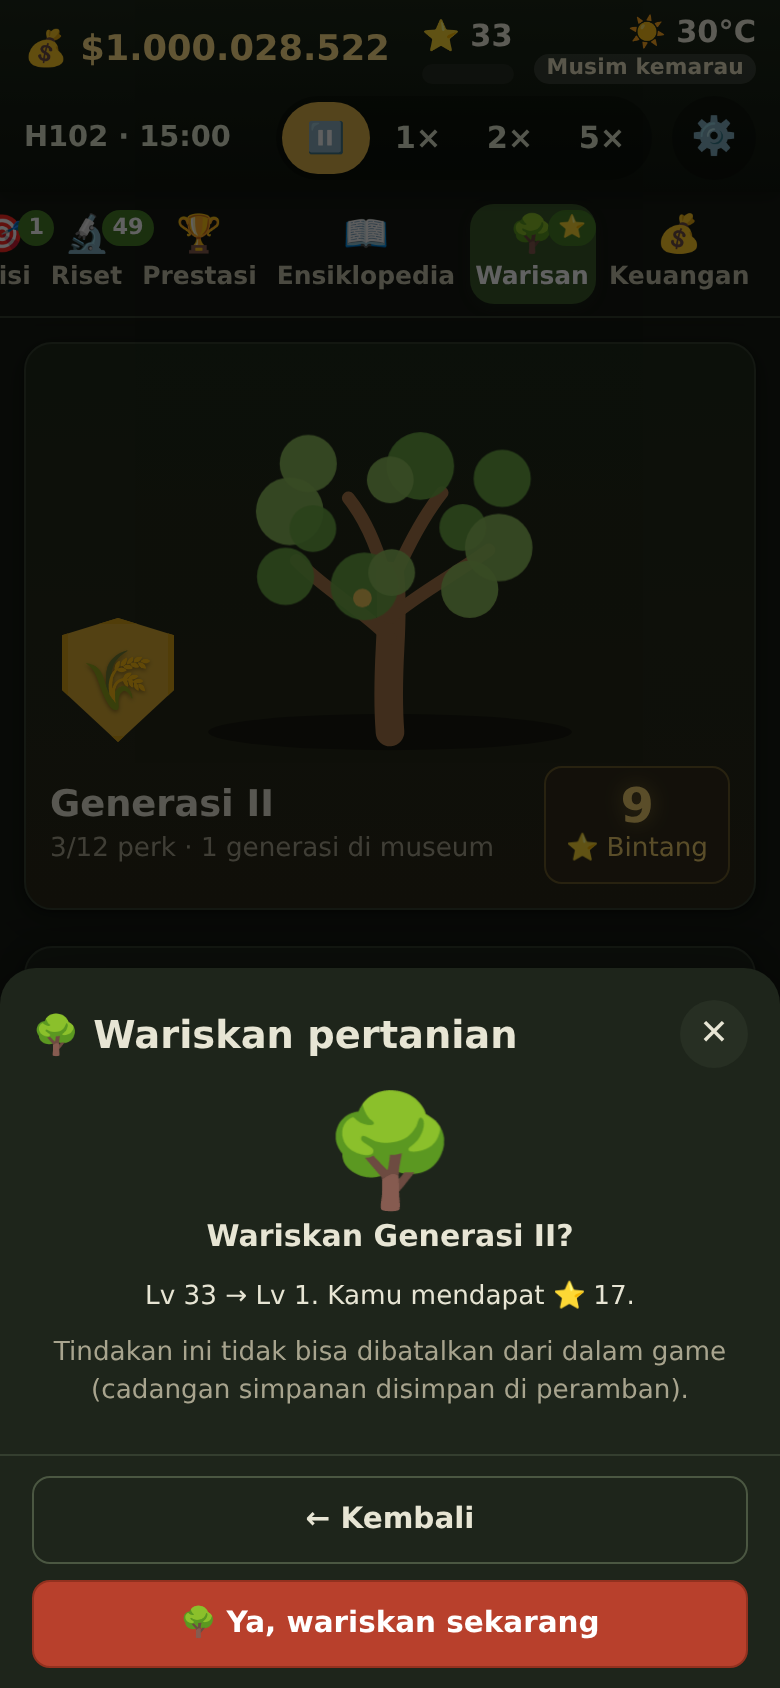 $1.000.028.522
33
30°C
Musim kemarau
H102 · 15:00
1×
2×
5×
isi
1
Riset
49
Prestasi
Ensiklopedia
Warisan
Keuangan
Generasi II
3/12 perk · 1 generasi di museum
9
Bintang
Wariskan pertanian
✕
Wariskan Generasi II?
Lv 33 → Lv 1. Kamu mendapat ⭐ 17.
Tindakan ini tidak bisa dibatalkan dari dalam game
(cadangan simpanan disimpan di peramban).
← Kembali
Ya, wariskan sekarang